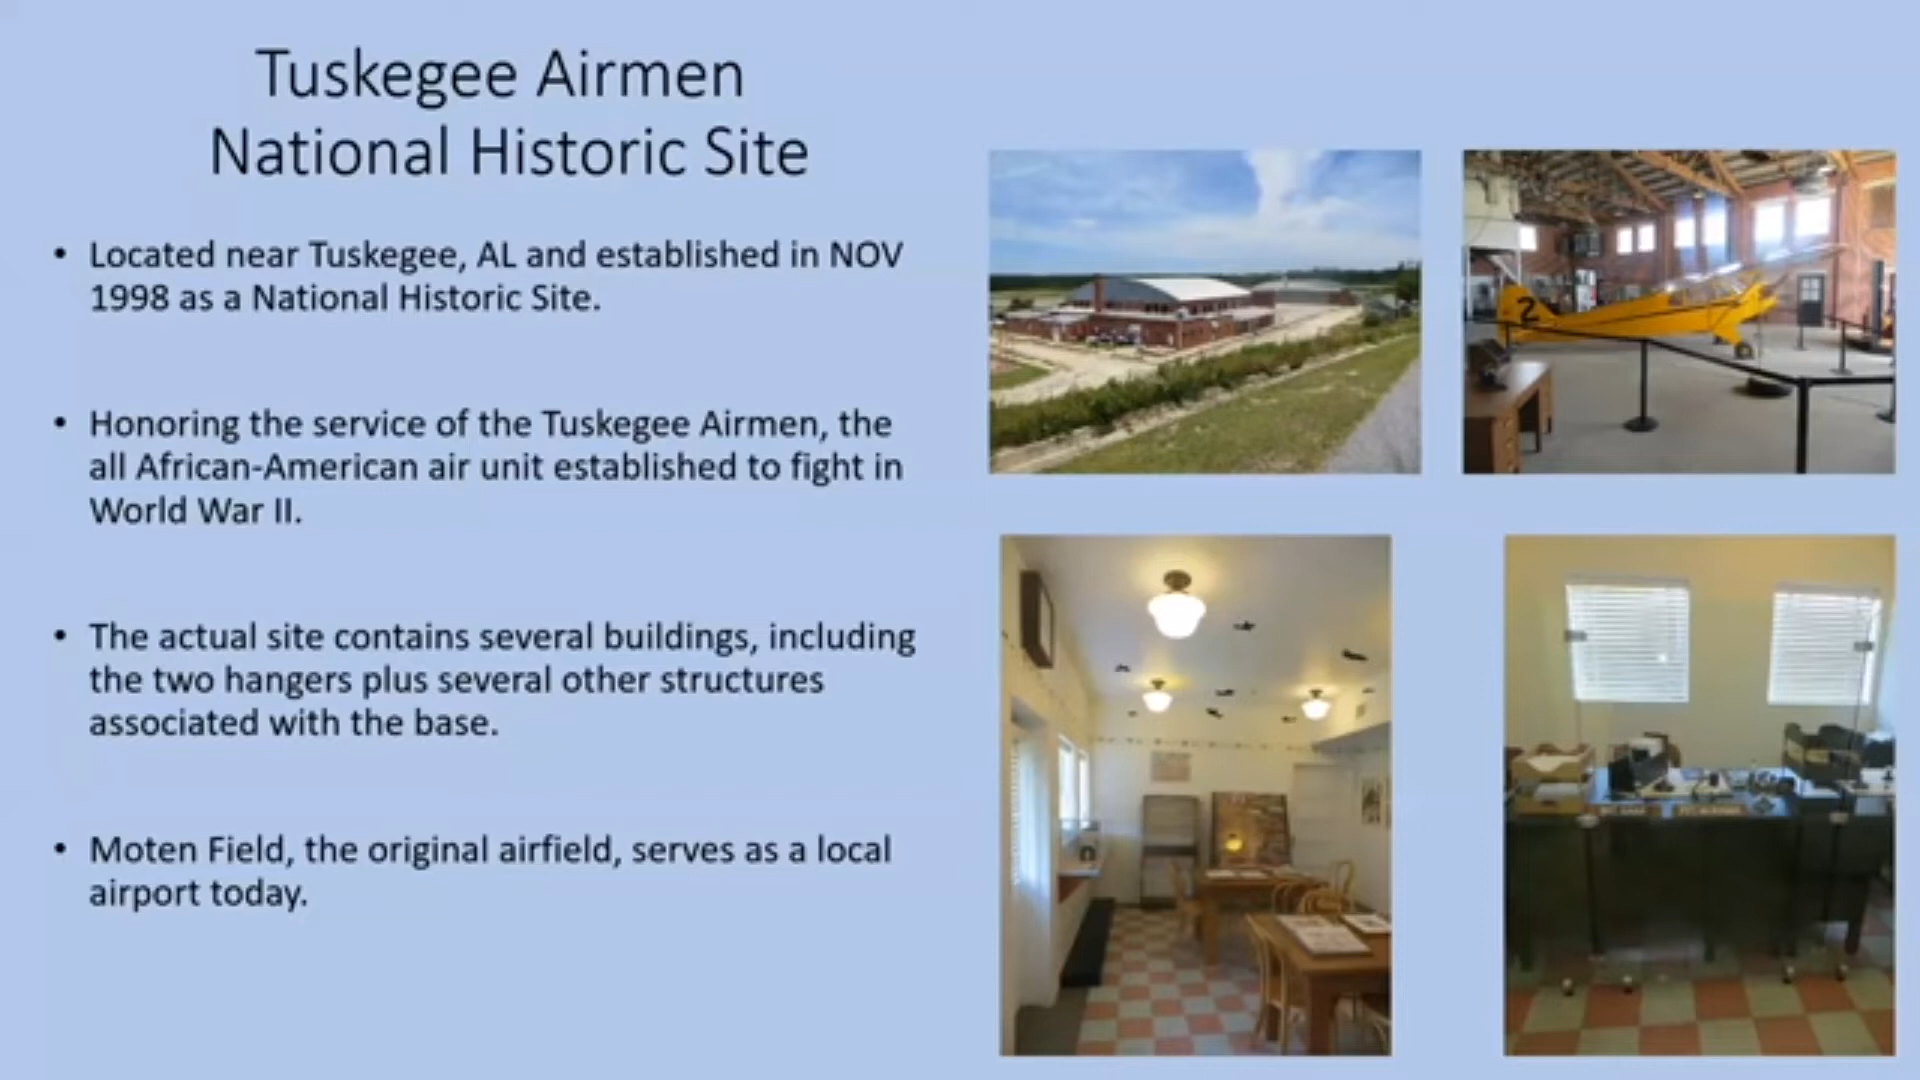 Tuskegee Airmen
National Historic Site
• Located near Tuskegee, AL and established in NOV
1998 as a National Historic Site.
• Honoring the service of the Tuskegee Airmen, the
all African-American air unit established to fight in
World War II.
• The actual site contains several buildings, including
the two hangers plus several other structures
associated with the base.
• Moten Field, the original airfield, serves as a local
airport today.
2